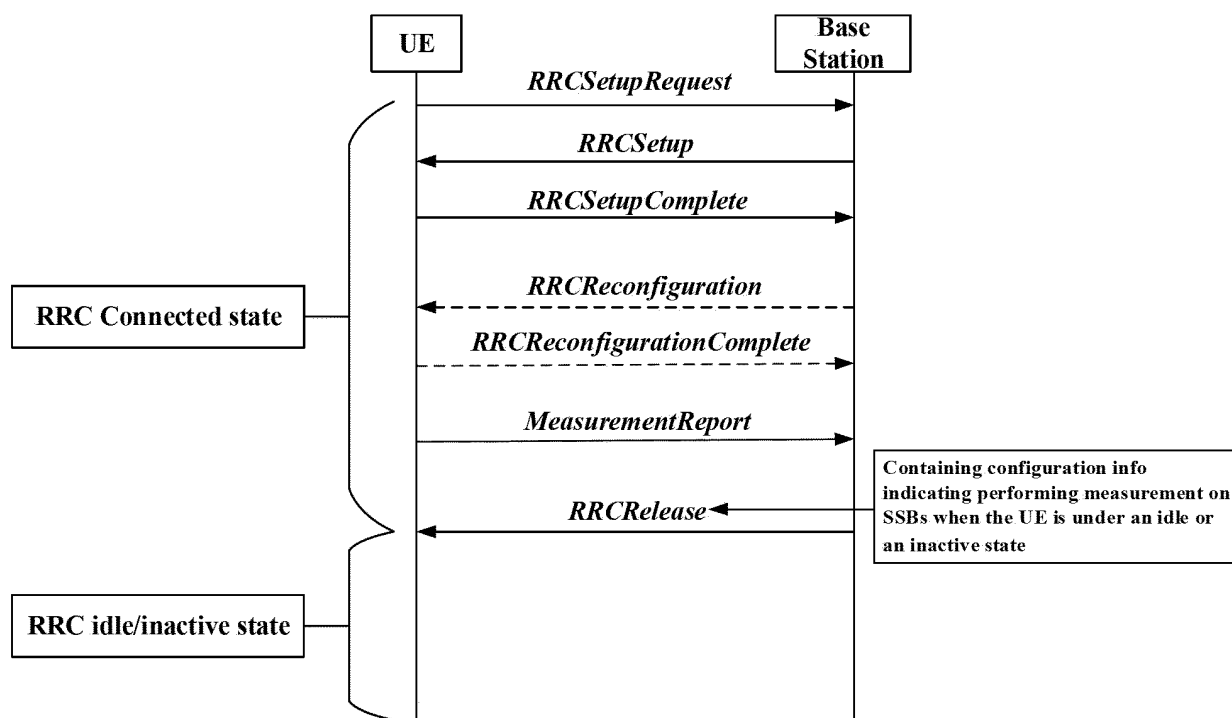 UE
Base
Station
RRCSetupRequest
RRCSetup
RRCSetupComplete
RRCReconfiguration
RRC Connected state
RRCReconfigurationComplete
MeasurementReport
Containing configuration info
indicating performing measurement on
SSBs when the UE is under an idle or
an inactive state
RRCRelease
RRC idle/inactive state